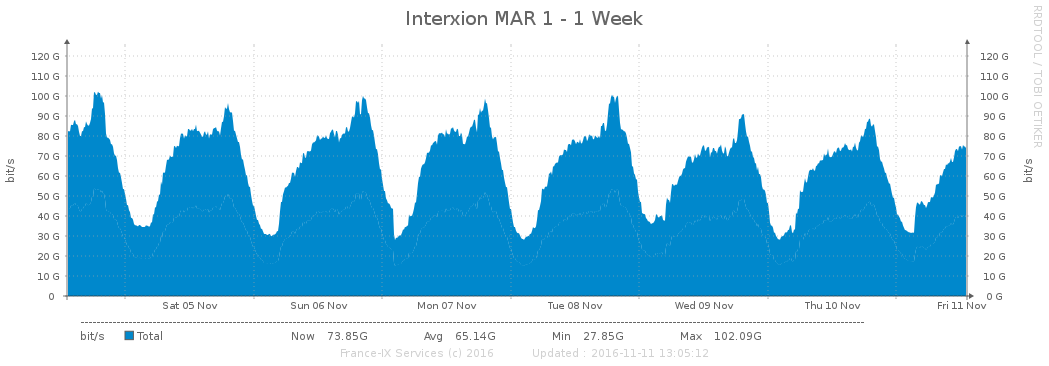 Interxion MAR 1 - 1 Week
RRDTOOL / TOBI OETIKER
bit/s
120 G 120 G
110 G 110 G
100 G 100 G
90 G 90 G
80 G 80 G
70 G 70 G
60 G 60 G
50 G 50 G
40 G 40 G
30 G 30 G
20 G 20 G
10 G 10 G
0 0 G
bit/s
Sat 05 Nov Sun 06 Nov Mon 07 Nov Tue 08 Nov Wed 09 Nov Thu 10 Nov Fri 11 Nov
bit/s Total Now 73.85G Avg 65.14G Min 27.85G Max 102.09G
France-IX Services (c) 2016 Updated : 2016-11-11 13:05:12